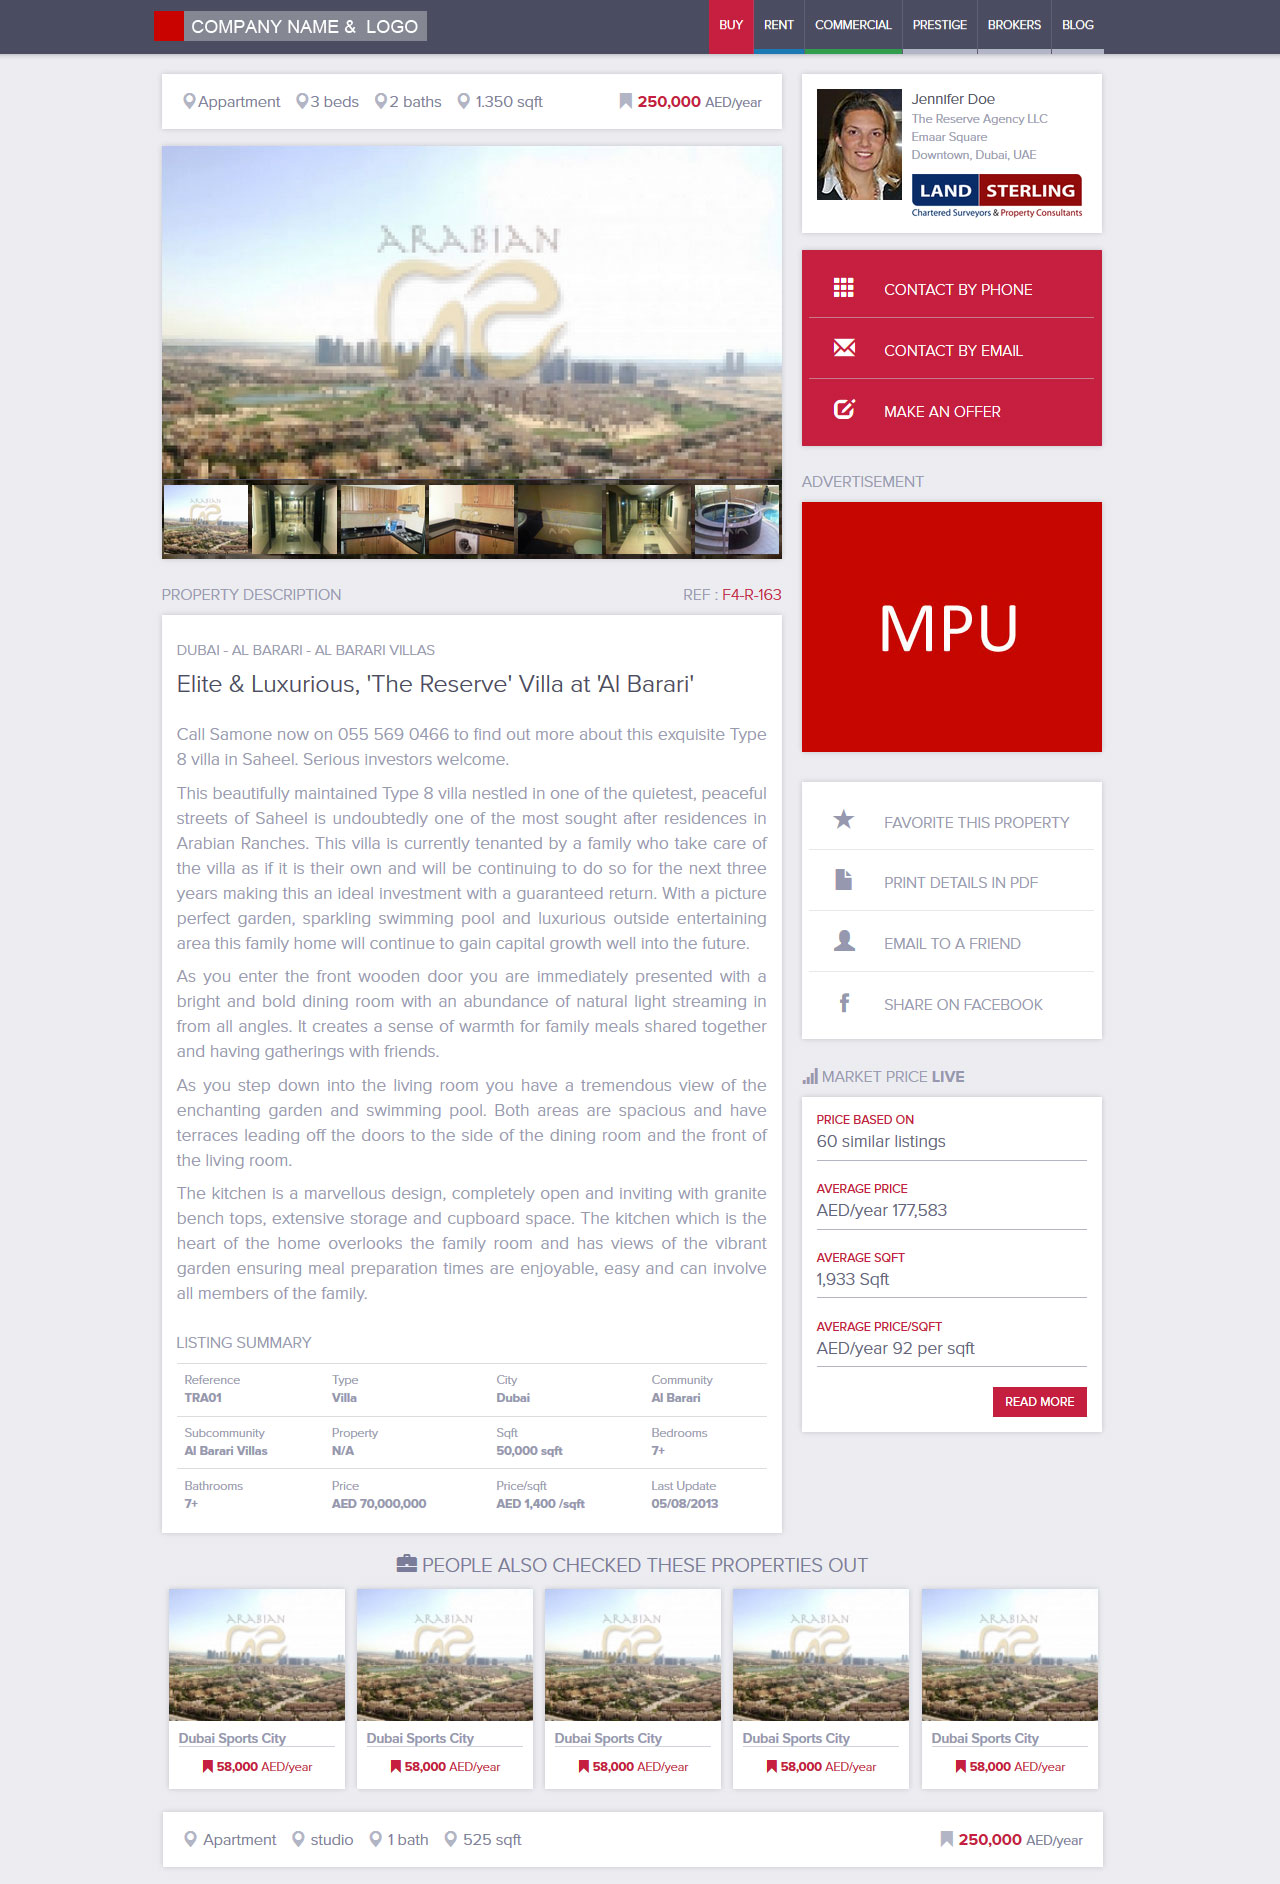 COMPANY NAME & LOGO
BUY RENT COMMERCIAL PRESTIGE BROKERS BLOG
Appartment 3 beds 2 baths 1.350 sqft 250,000 AED/year
ARABIAN
PROPERTY DESCRIPTION REF : F4-R-163
DUBAI - AL BARARI - AL BARARI VILLAS
Elite & Luxurious, 'The Reserve' Villa at 'Al Barari'
Call Samone now on 055 569 0466 to find out more about this exquisite Type
8 villa in Saheel. Serious investors welcome.
This beautifully maintained Type 8 villa nestled in one of the quietest, peaceful
streets of Saheel is undoubtedly one of the most sought after residences in
Arabian Ranches. This villa is currently tenanted by a family who take care of
the villa as if it is their own and will be continuing to do so for the next three
years making this an ideal investment with a guaranteed return. With a picture
perfect garden, sparkling swimming pool and luxurious outside entertaining
area this family home will continue to gain capital growth well into the future.
As you enter the front wooden door you are immediately presented with a
bright and bold dining room with an abundance of natural light streaming in
from all angles. It creates a sense of warmth for family meals shared together
and having gatherings with friends.
As you step down into the living room you have a tremendous view of the
enchanting garden and swimming pool. Both areas are spacious and have
terraces leading off the doors to the side of the dining room and the front of
the living room.
The kitchen is a marvellous design, completely open and inviting with granite
bench tops, extensive storage and cupboard space. The kitchen which is the
heart of the home overlooks the family room and has views of the vibrant
garden ensuring meal preparation times are enjoyable, easy and can involve
all members of the family.
LISTING SUMMARY
Reference Type City Community
TRA01 Villa Dubai Al Barari
Subcommunity Property Sqft Bedrooms
Al Barari Villas N/A 50,000 sqft 7+
Bathrooms Price Price/sqft Last Update
7+ AED 70,000,000 AED 1,400 /sqft 05/08/2013
Jennifer Doe
The Reserve Agency LLC
Emaar Square
Downtown, Dubai, UAE
LAND STERLING
Chartered Surveyors & Property Consultants
CONTACT BY PHONE
CONTACT BY EMAIL
MAKE AN OFFER
ADVERTISEMENT
MPU
FAVORITE THIS PROPERTY
PRINT DETAILS IN PDF
EMAIL TO A FRIEND
SHARE ON FACEBOOK
MARKET PRICE LIVE
PRICE BASED ON
60 similar listings
AVERAGE PRICE
AED/year 177,583
AVERAGE SQFT
1,933 Sqft
AVERAGE PRICE/SQFT
AED/year 92 per sqft
READ MORE
PEOPLE ALSO CHECKED THESE PROPERTIES OUT
ARABIAN ARABIAN ARABIAN ARABIAN ARABIAN
Dubai Sports City Dubai Sports City Dubai Sports City Dubai Sports City Dubai Sports City
58,000 AED/year 58,000 AED/year 58,000 AED/year 58,000 AED/year 58,000 AED/year
Apartment studio 1 bath 525 sqft 250,000 AED/year